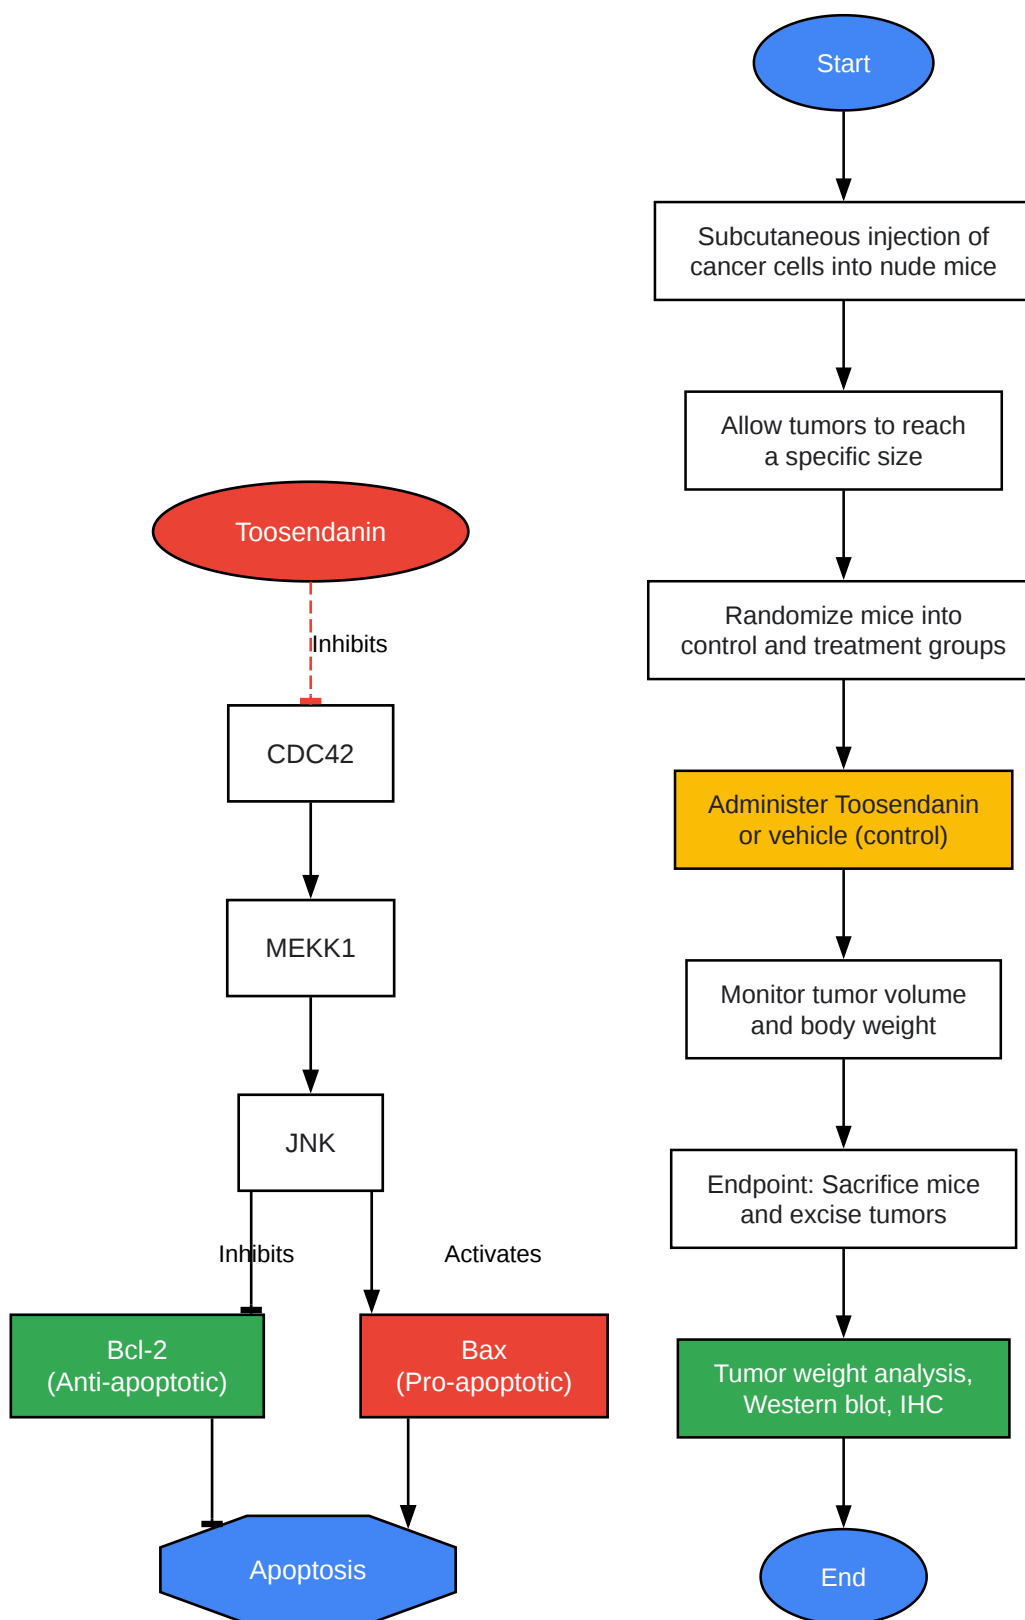 Toosendanin
Inhibits
CDC42
MEKK1
JNK
Inhibits
Activates
Bcl-2
(Anti-apoptotic)
Bax
(Pro-apoptotic)
Apoptosis
Start
Subcutaneous injection of
cancer cells into nude mice
Allow tumors to reach
a specific size
Randomize mice into
control and treatment groups
Administer Toosendanin
or vehicle (control)
Monitor tumor volume
and body weight
Endpoint: Sacrifice mice
and excise tumors
Tumor weight analysis,
Western blot, IHC
End